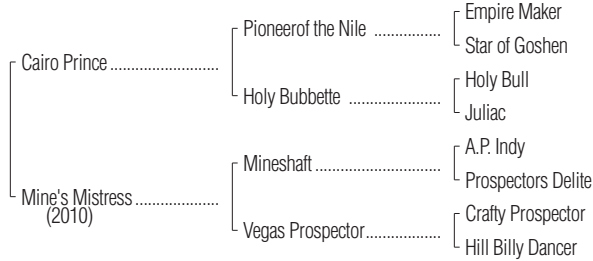 Empire Maker
Pioneerof the Nile ................
Star of Goshen
Cairo Prince ..........................
Holy Bull
Holy Bubbette ......................
Juliac
A.P. Indy
Mineshaft ..............................
Prospectors Delite
Mine's Mistress ....................
(2010)
Crafty Prospector
Vegas Prospector..................
Hill Billy Dancer